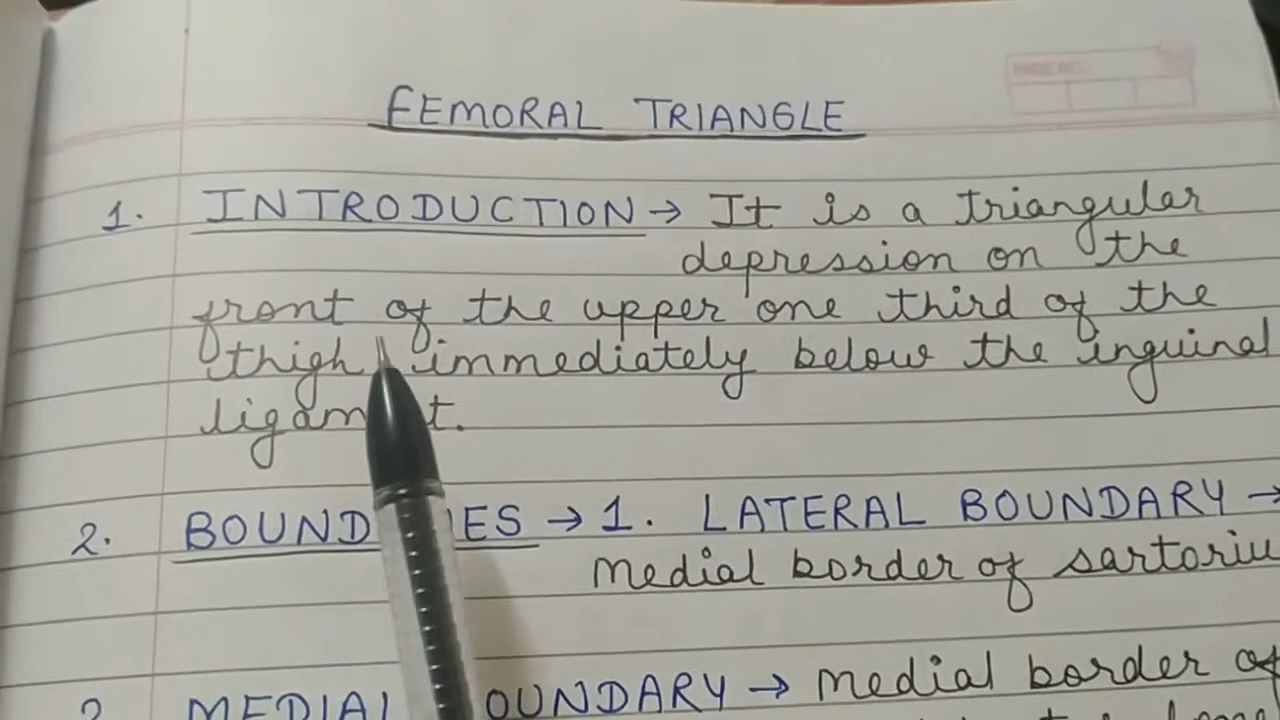 FEMORAL TRIANGLE
1. INTRODUCTION → It is a triangular
depression on the
front of the upper one third of the
thigh immediately below the inguinal
2. → 1. LATERAL BOUNDARY →
medial border of
MEDIAL → medial border of